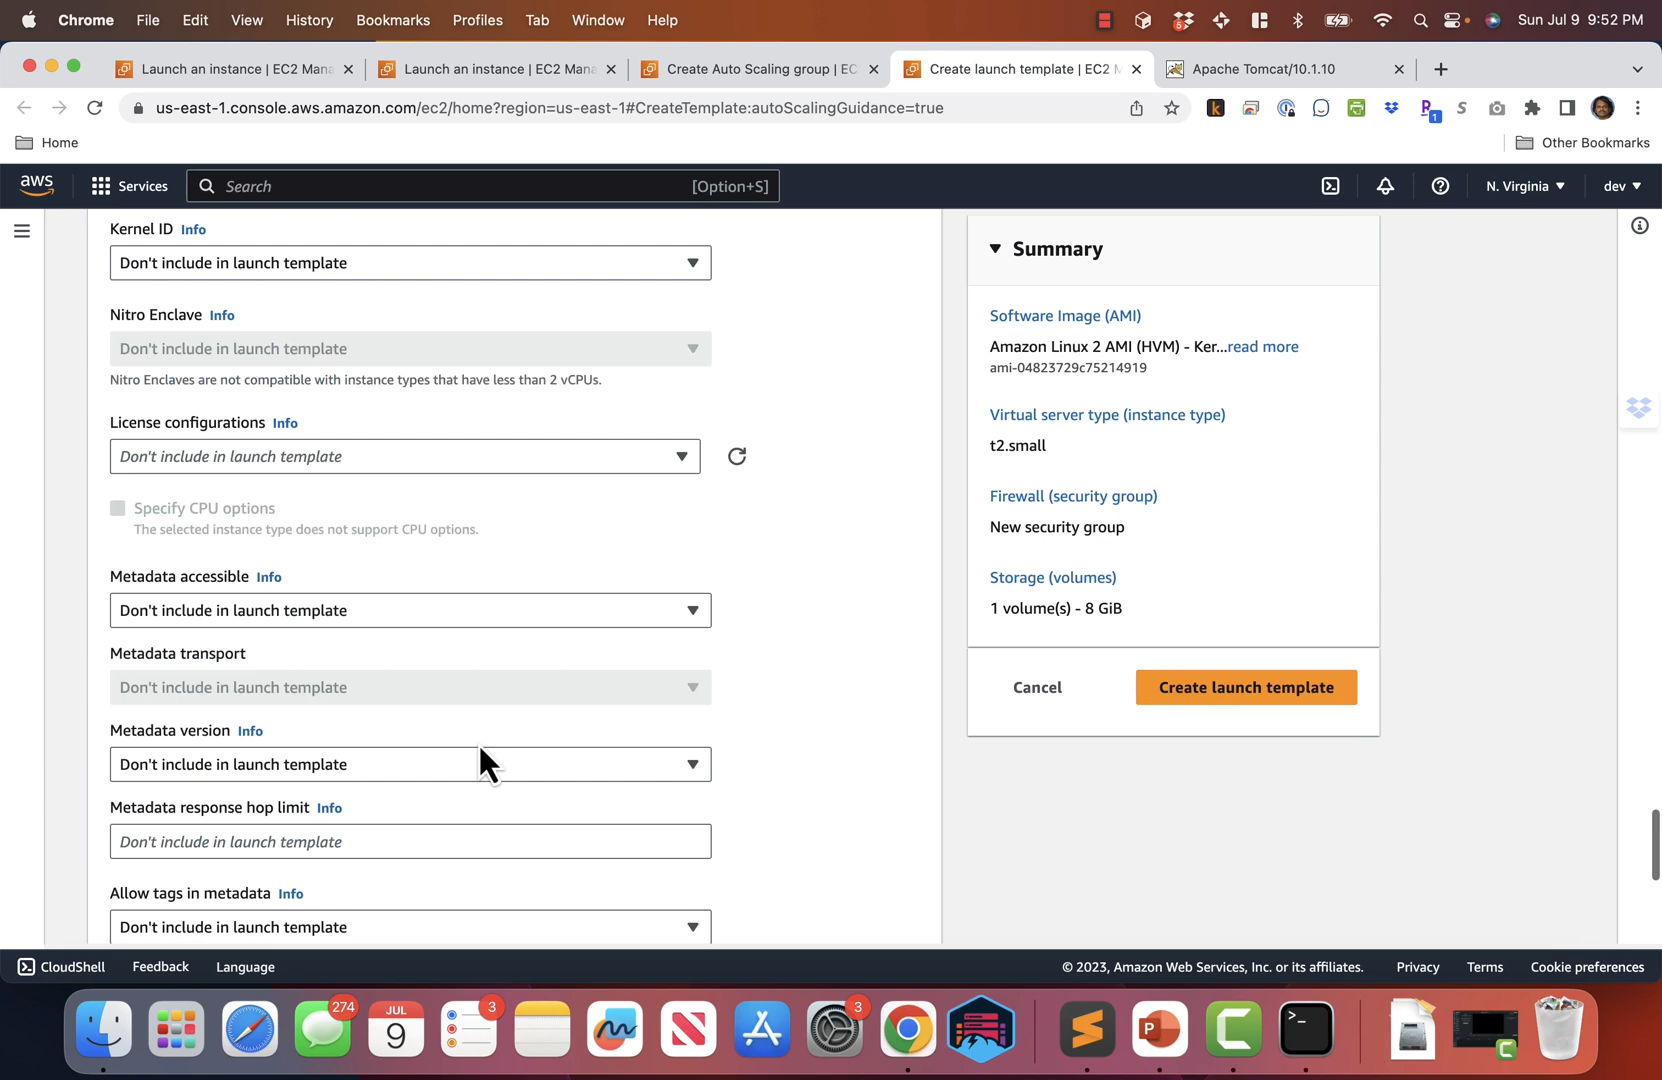 Chrome File Edit View History Bookmarks Profiles Tab Window Help
5
Sun Jul 9 9:52 PM
Launch an instance | EC2 Mana
Launch an instance | EC2 Mana
Create Auto Scaling group | EC
Create launch template | EC2 M
Apache Tomcat/10.1.10
us-east-1.console.aws.amazon.com/ec2/home?region=us-east-1#CreateTemplate:autoScalingGuidance=true
1
Home
Other Bookmarks
aws
Services
Search
[Option+S]
N. Virginia
dev
Kernel ID Info
Don't include in launch template
Nitro Enclave Info
Don't include in launch template
Nitro Enclaves are not compatible with instance types that have less than 2 vCPUs.
License configurations Info
Don't include in launch template
Specify CPU options
The selected instance type does not support CPU options.
Metadata accessible Info
Don't include in launch template
Metadata transport
Don't include in launch template
Metadata version Info
Don't include in launch template
Metadata response hop limit Info
Don't include in launch template
Allow tags in metadata Info
Don't include in launch template
Summary
Software Image (AMI)
Amazon Linux 2 AMI (HVM) - Ker...read more
ami-04823729c75214919
Virtual server type (instance type)
t2.small
Firewall (security group)
New security group
Storage (volumes)
1 volume(s) - 8 GiB
Cancel
Create launch template
CloudShell Feedback Language
© 2023, Amazon Web Services, Inc. or its affiliates. Privacy Terms Cookie preferences
274
JUL
9
3
3